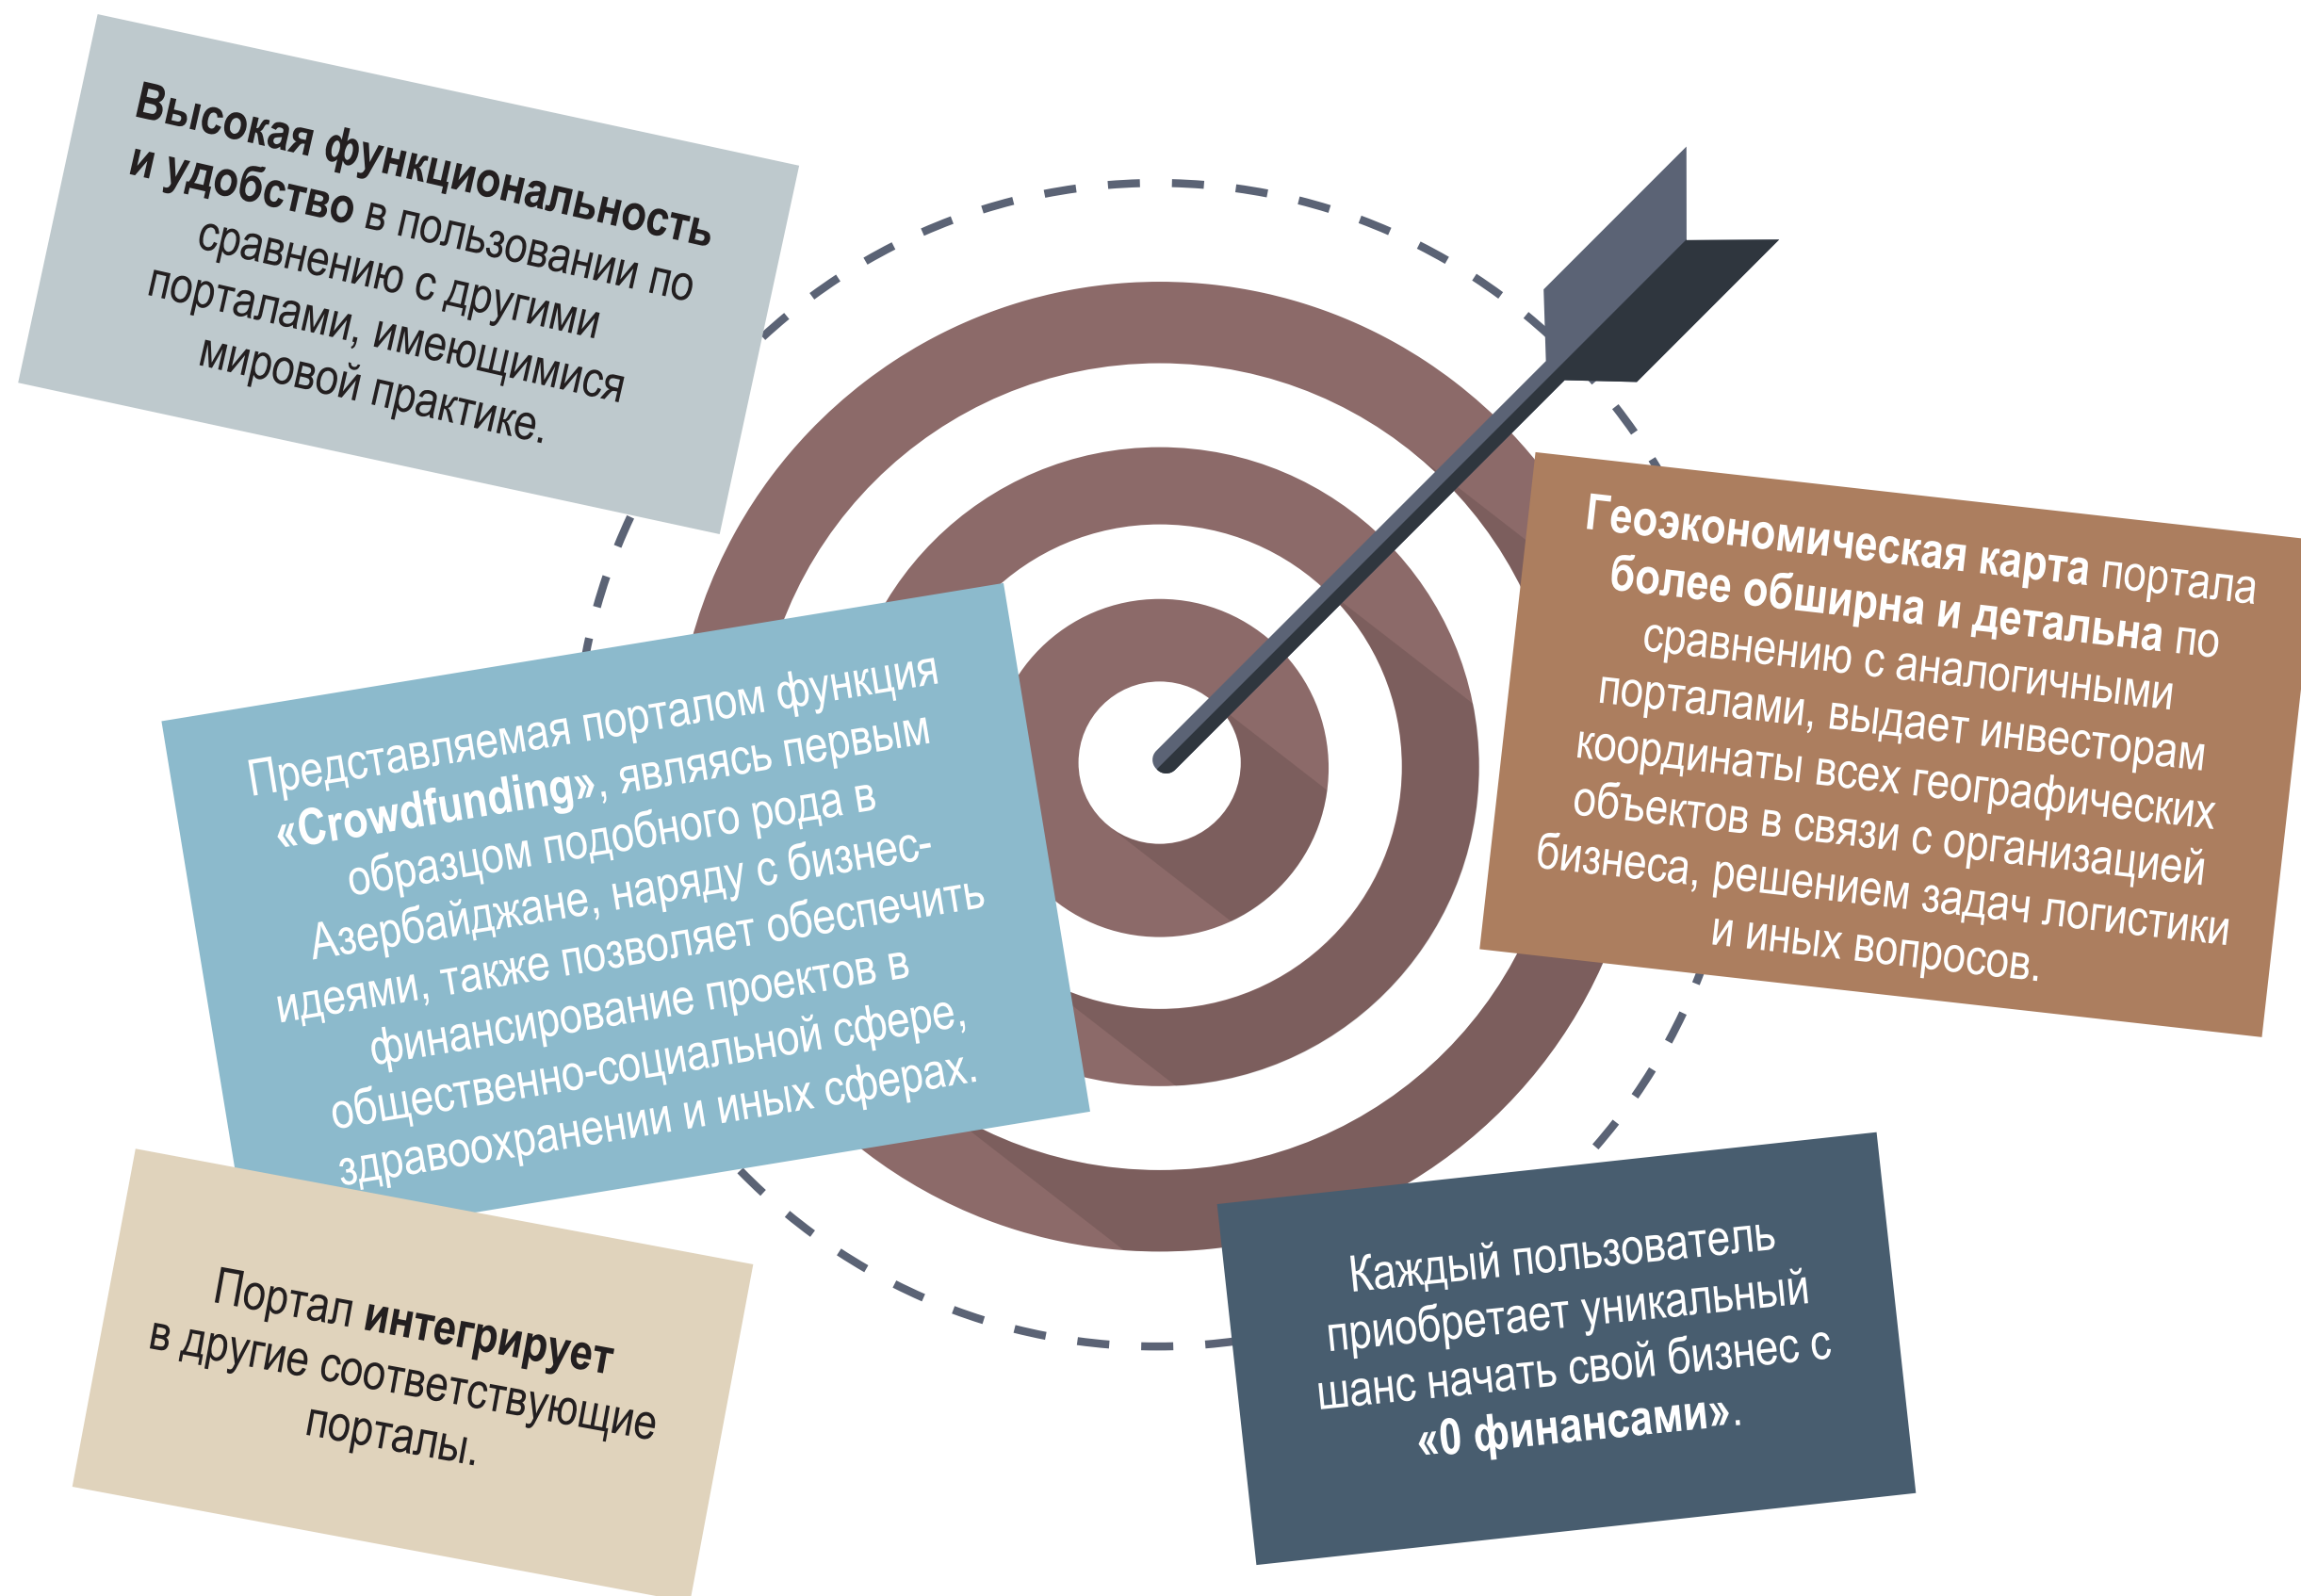 Высокая функциональность
и удобство в пользовании по
сравнению с другими
порталами, имеющимися
мировой практике.
Геоэкономическая карта портала
более обширна и детальна по
сравнению с аналогичными
порталами, выдает инвесторам
координаты всех географических
объектов в связи с организацией
бизнеса, решением задач логистики
и иных вопросов.
Представляемая порталом функция
«Crowdfunding», являясь первым
образцом подобного рода в
Азербайджане, наряду с бизнес-
идеями, также позволяет обеспечить
финансирование проектов в
общественно-социальной сфере,
здравоохранении и иных сферах.
Портал интегрирует
в другие соответствующие
порталы.
Каждый пользователь
приобретает уникальный
шанс начать свой бизнес с
«0 финансами».